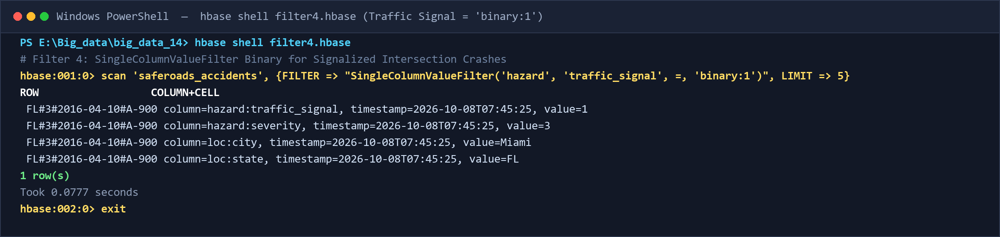 Windows PowerShell — hbase shell filter4.hbase (Traffic Signal = 'binary:1')
PS E:\Big_data\big_data_14> hbase shell filter4.hbase
# Filter 4: SingleColumnValueFilter Binary for Signalized Intersection Crashes
hbase:001:0> scan 'saferoads_accidents', {FILTER => "SingleColumnValueFilter('hazard', 'traffic_signal', =, 'binary:1')", LIMIT => 5}
ROW                  COLUMN+CELL
 FL#3#2016-04-10#A-900 column=hazard:traffic_signal, timestamp=2026-10-08T07:45:25, value=1
 FL#3#2016-04-10#A-900 column=hazard:severity, timestamp=2026-10-08T07:45:25, value=3
 FL#3#2016-04-10#A-900 column=loc:city, timestamp=2026-10-08T07:45:25, value=Miami
 FL#3#2016-04-10#A-900 column=loc:state, timestamp=2026-10-08T07:45:25, value=FL
1 row(s)
Took 0.0777 seconds
hbase:002:0> exit